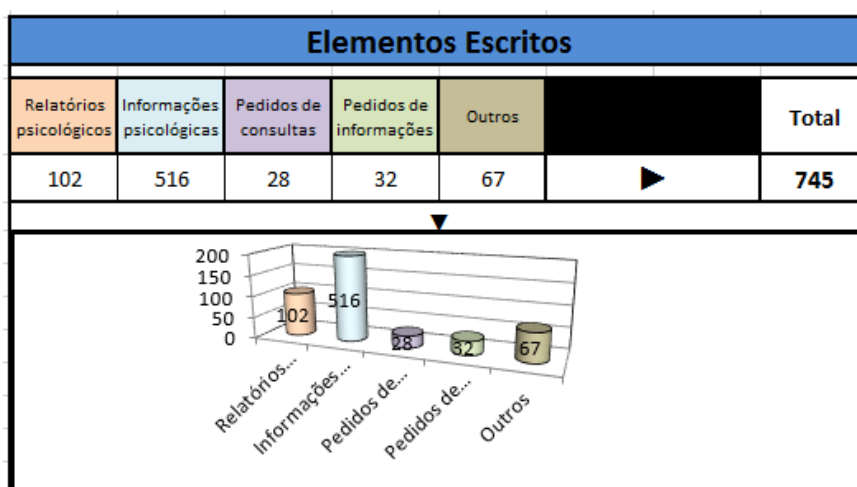 Elementos Escritos
Relatórios psicológicos
Informações psicológicas
Pedidos de consultas
Pedidos de informações
Outros
Total
102
516
28
32
67
▶
745
▼
200
150
100
50
0
102
516
28
32
67
Relatórios...
Informações...
Pedidos de...
Pedidos de...
Outros